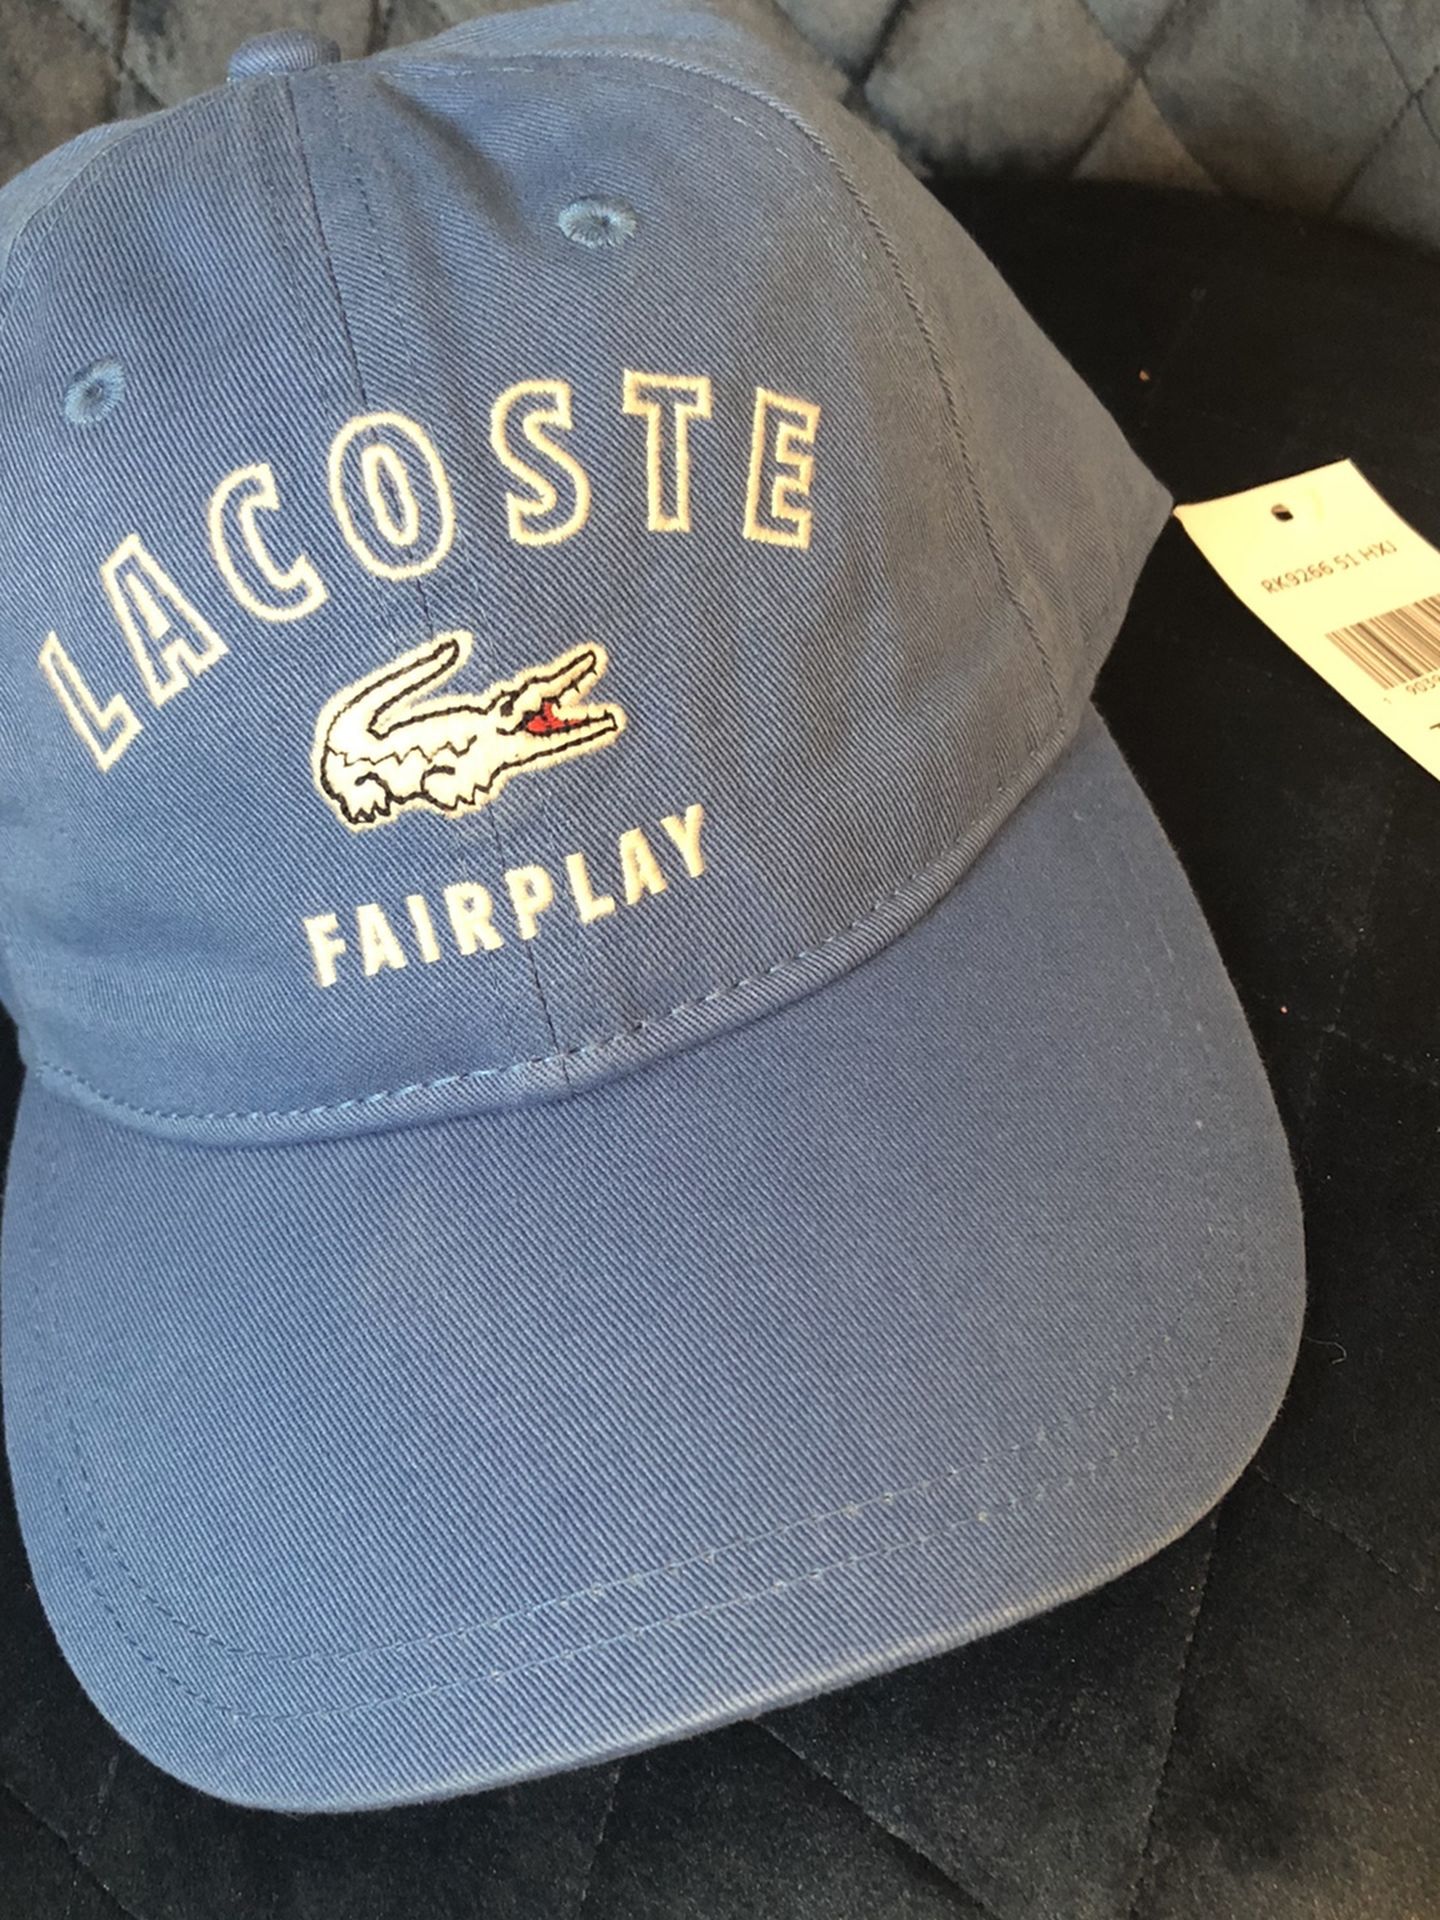 LACOSTE
FAIRPLAY
RK9266 51 HXJ